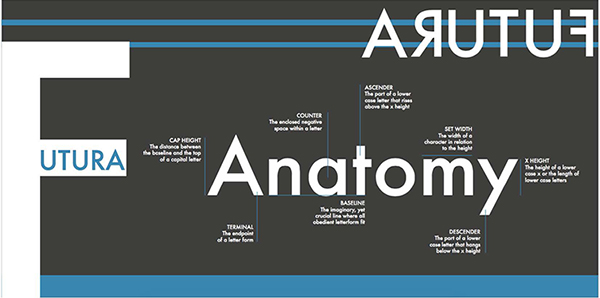 FUTURA
FUTURA
ASCENDER
The part of a lower
case letter that rises
above the x height
COUNTER
The enclosed negative
space within a letter
SET WIDTH
The width of a
character in relation
to the height
CAP HEIGHT
The distance between
the baseline and the top
of a capital letter
Anatomy
X HEIGHT
The height of a lower
case x or the length of
lower case letters
BASELINE
The imaginary, yet
crucial line where all
obedient letterform fit
TERMINAL
The endpoint
of a letter form
DESCENDER
The part of a lower
case letter that hangs
below the x height